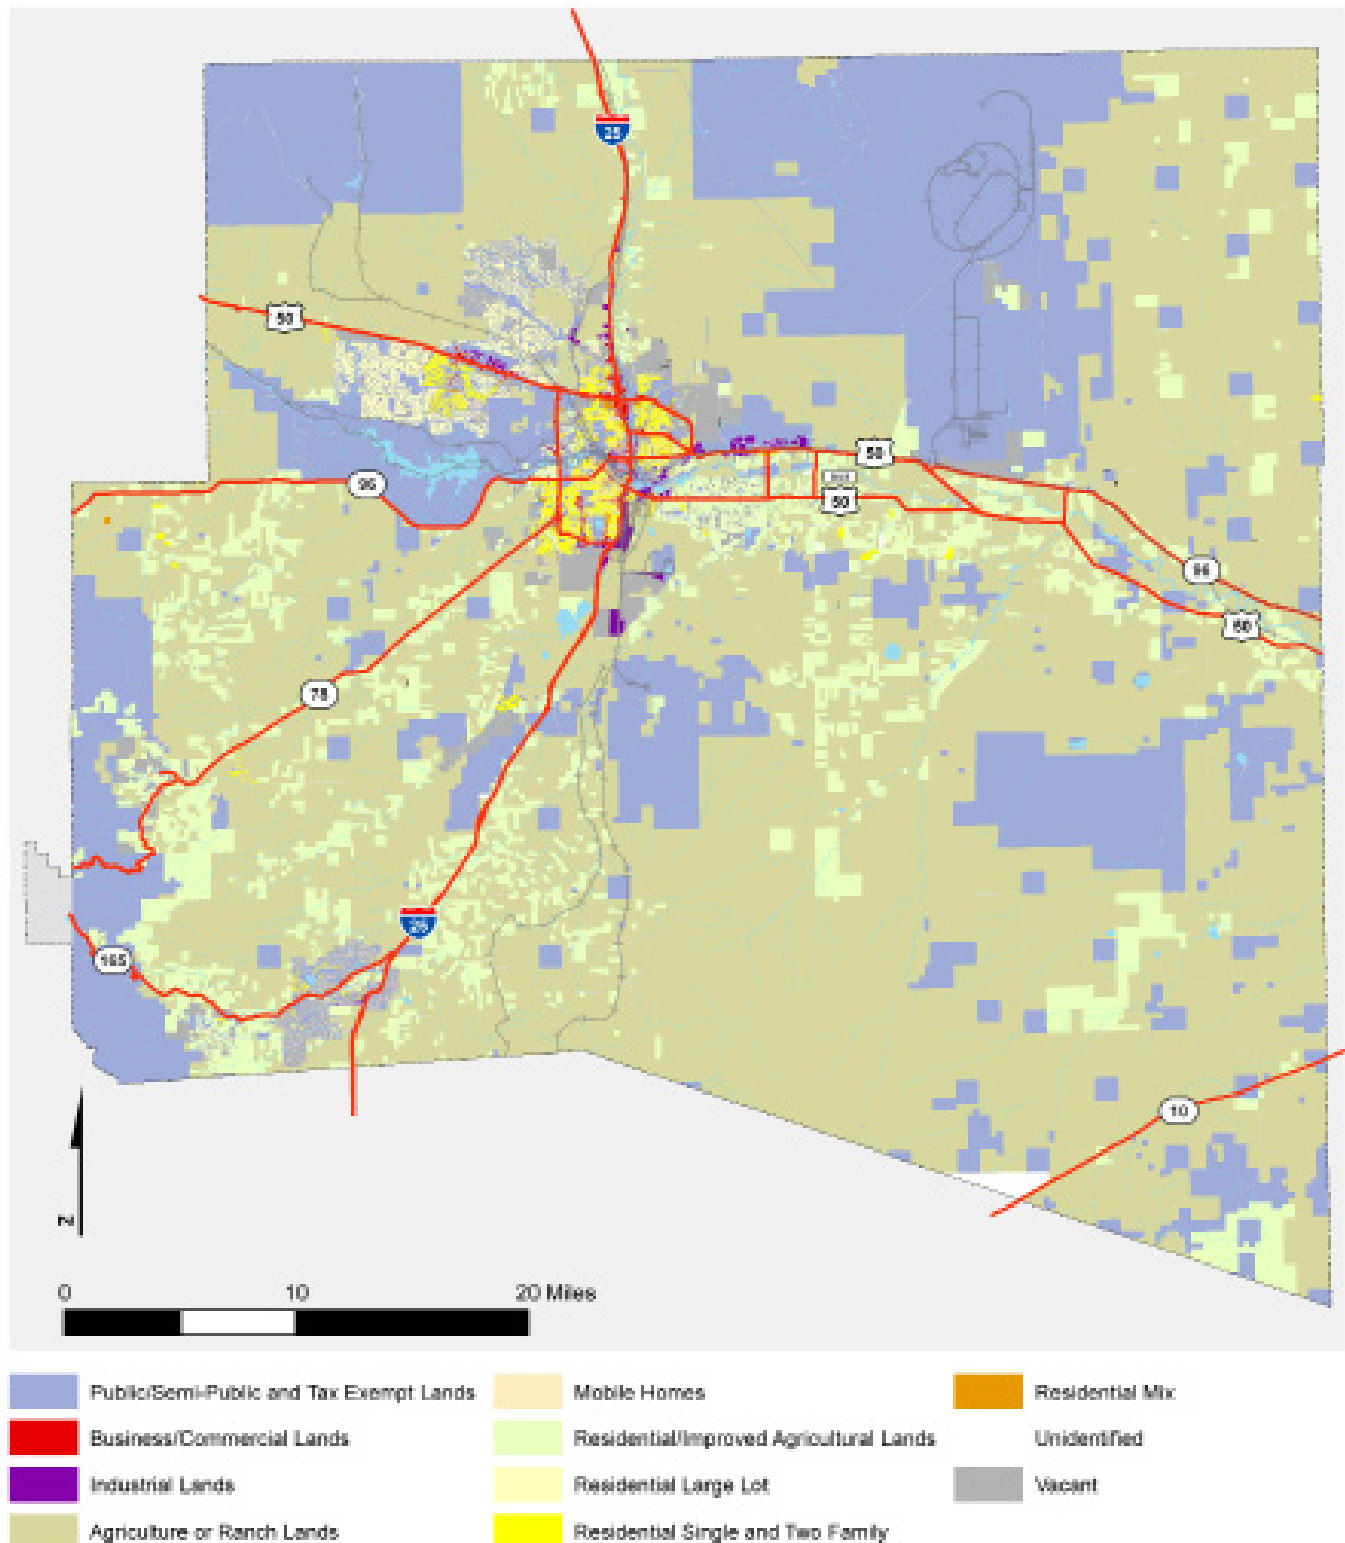 25
50
50
50
96
96
50
78
25
165
10
N
0 10 20 Miles
Public/Semi-Public and Tax Exempt Lands
Mobile Homes
Residential Mix
Business/Commercial Lands
Residential/Improved Agricultural Lands
Unidentified
Industrial Lands
Residential Large Lot
Vacant
Agriculture or Ranch Lands
Residential Single and Two Family